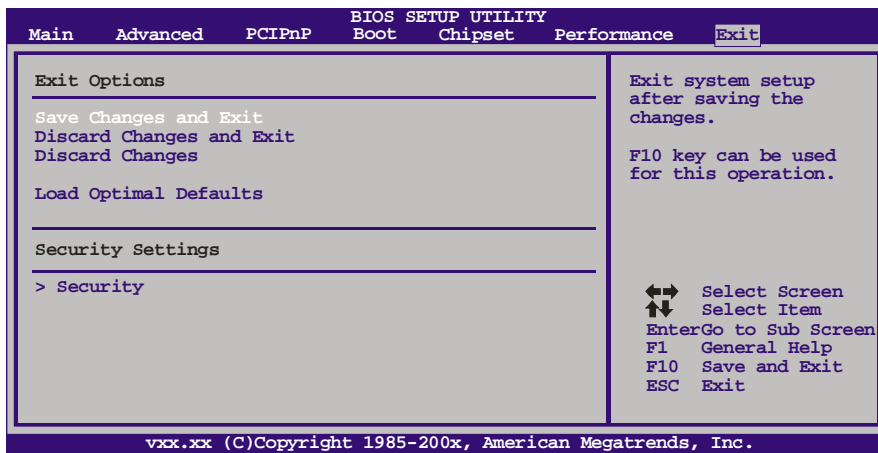 BIOS SETUP UTILITY
Main Advanced PCIPnP Boot Chipset Performance Exit
Exit Options
Save Changes and Exit
Discard Changes and Exit
Discard Changes
Load Optimal Defaults
Security Settings
> Security
Exit system setup
after saving the
changes.
F10 key can be used
for this operation.
Select Screen
Select Item
EnterGo to Sub Screen
F1 General Help
F10 Save and Exit
ESC Exit
vxx.xx (C)Copyright 1985-200x, American Megatrends, Inc.